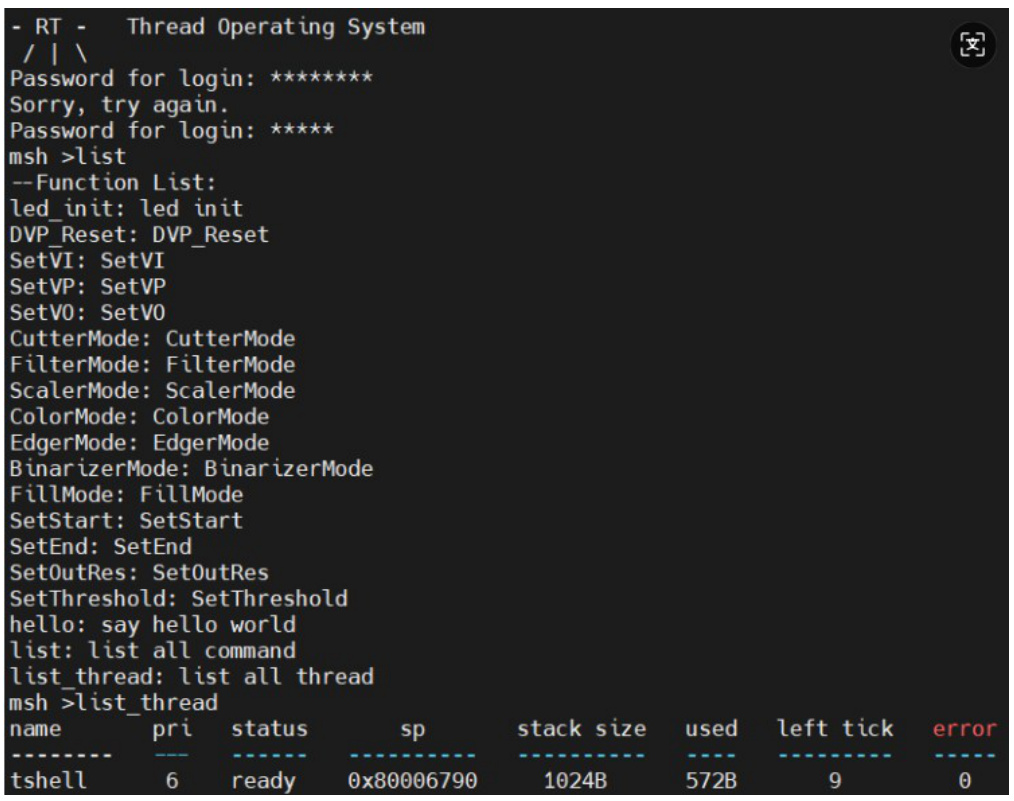 - RT -   Thread Operating System
 / | \
Password for login: ********
Sorry, try again.
Password for login: *****
msh >list
--Function List:
led_init: led init
DVP_Reset: DVP_Reset
SetVI: SetVI
SetVP: SetVP
SetVO: SetVO
CutterMode: CutterMode
FilterMode: FilterMode
ScalerMode: ScalerMode
ColorMode: ColorMode
EdgerMode: EdgerMode
BinarizerMode: BinarizerMode
FillMode: FillMode
SetStart: SetStart
SetEnd: SetEnd
SetOutRes: SetOutRes
SetThreshold: SetThreshold
hello: say hello world
list: list all command
list_thread: list all thread
msh >list_thread
name      pri   status      sp       stack size   used   left tick   error
--------  ---   ------  ----------   ----------   ----   ---------   -----
tshell     6    ready   0x80006790     1024B      572B       9         0
文